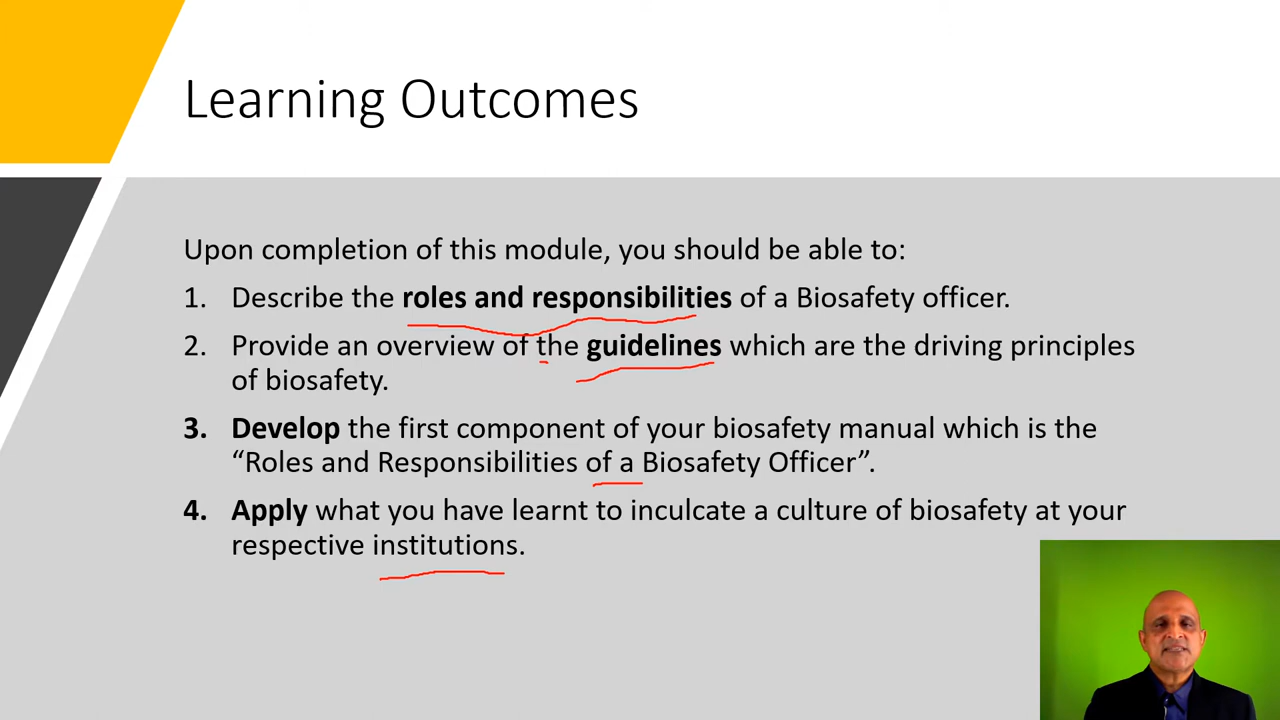 Learning Outcomes
Upon completion of this module, you should be able to:
1. Describe the roles and responsibilities of a Biosafety officer.
2. Provide an overview of the guidelines which are the driving principles
of biosafety.
3. Develop the first component of your biosafety manual which is the
“Roles and Responsibilities of a Biosafety Officer”.
4. Apply what you have learnt to inculcate a culture of biosafety at your
respective institutions.